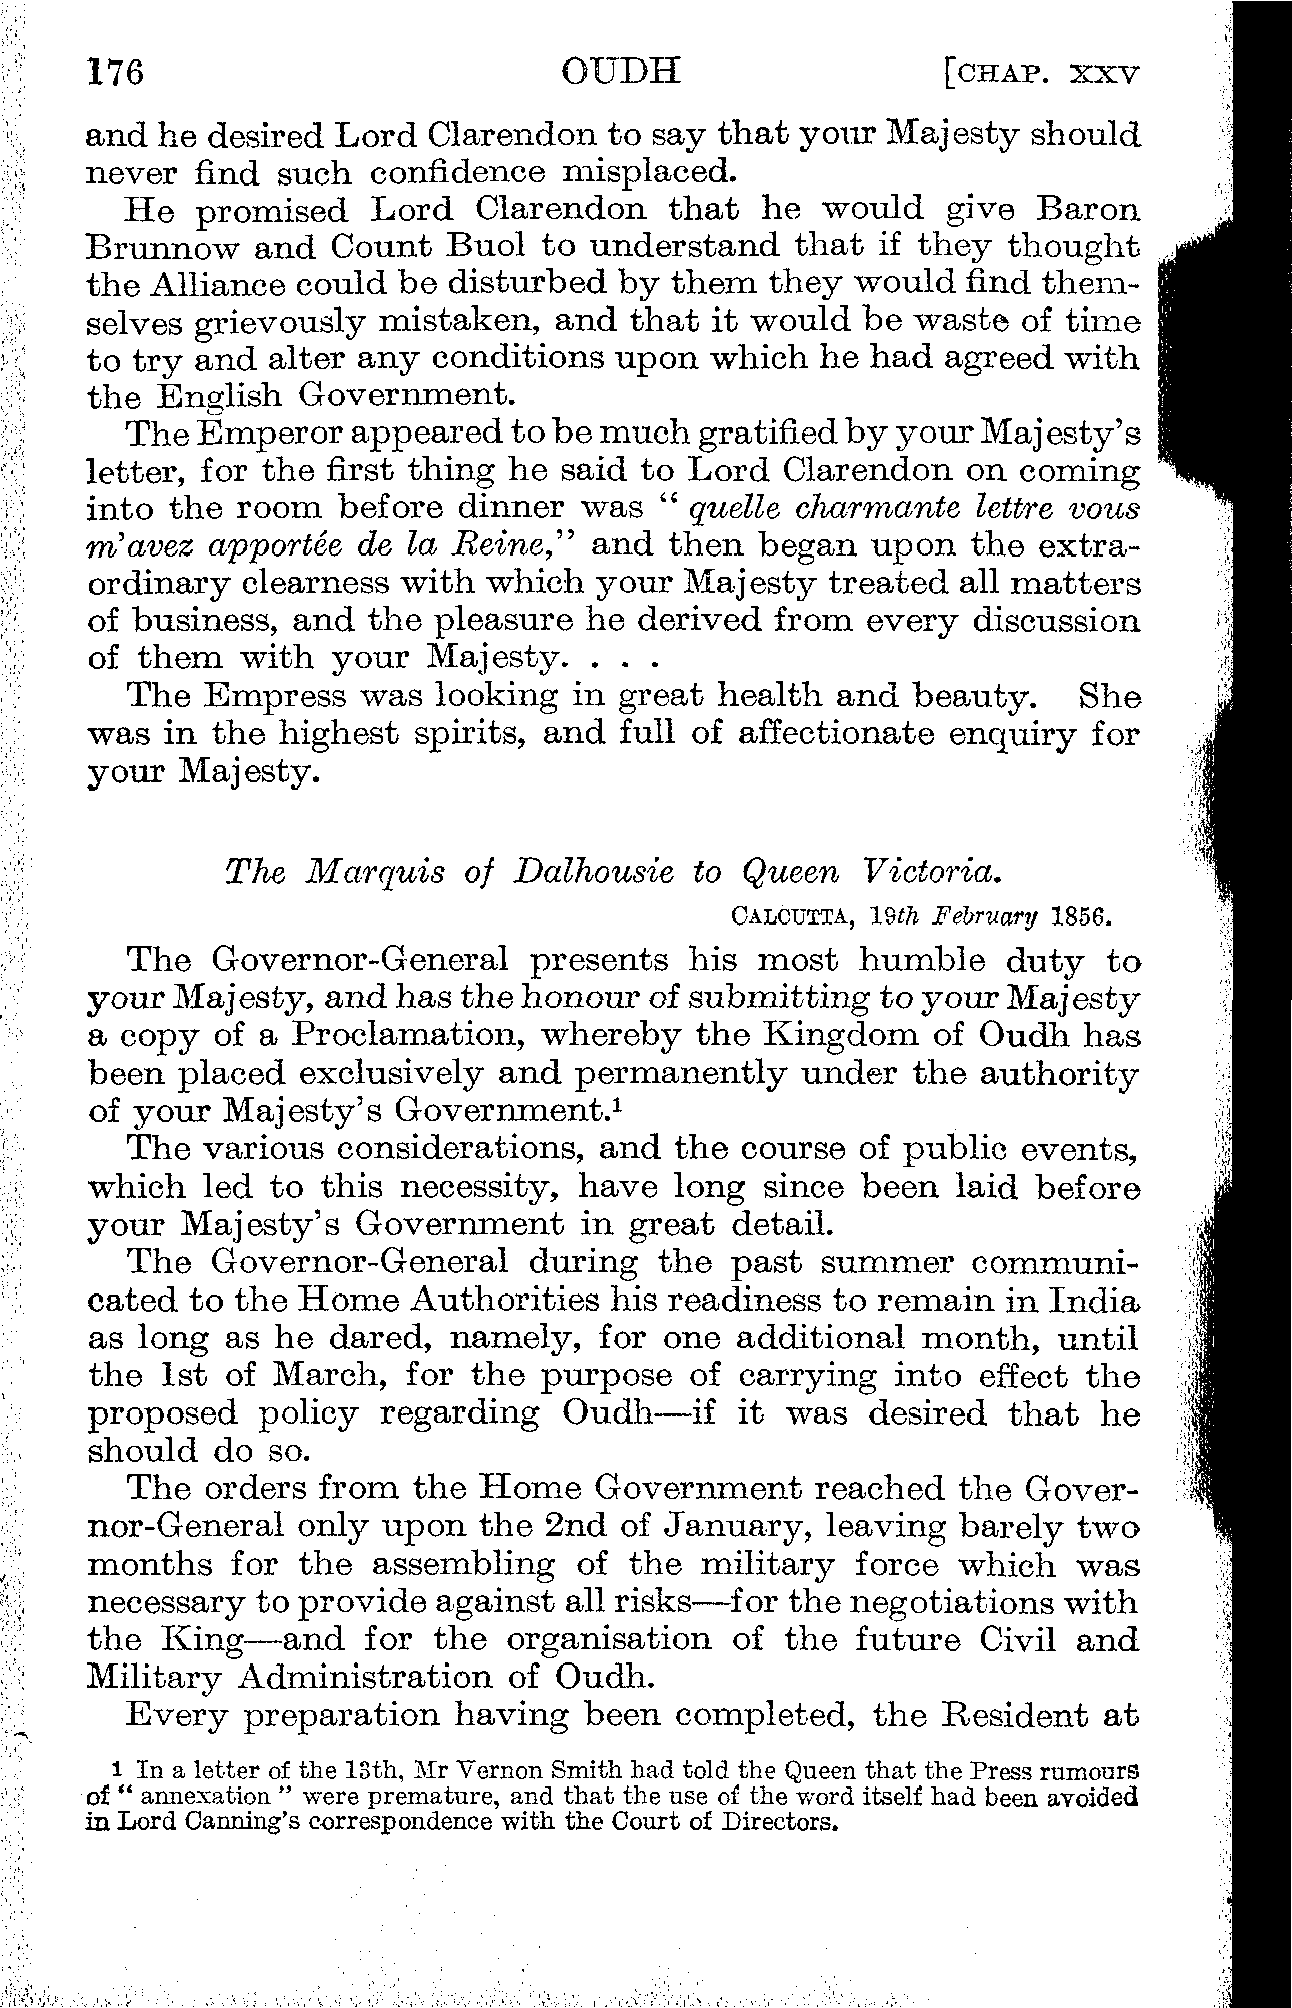 176 OUDH [CHAP. XXV
and he desired Lord Clarendon to say that your Majesty should
never find such confidence misplaced.
He promised Lord Clarendon that he would give Baron
Brunnow and Count Buol to understand that if they thought
the Alliance could be disturbed by them they would find them-
selves grievously mistaken, and that it would be waste of time
to try and alter any conditions upon which he had agreed with
the English Government.
The Emperor appeared to be much gratified by your Majesty's
letter, for the first thing he said to Lord Clarendon on coming
into the room before dinner was “ quelle charmante lettre vous
m'avez apportée de la Reine,” and then began upon the extra-
ordinary clearness with which your Majesty treated all matters
of business, and the pleasure he derived from every discussion
of them with your Majesty. . . .
The Empress was looking in great health and beauty. She
was in the highest spirits, and full of affectionate enquiry for
your Majesty.
The Marquis of Dalhousie to Queen Victoria.
CALCUTTA, 19th February 1856.
The Governor-General presents his most humble duty to
your Majesty, and has the honour of submitting to your Majesty
a copy of a Proclamation, whereby the Kingdom of Oudh has
been placed exclusively and permanently under the authority
of your Majesty's Government.¹
The various considerations, and the course of public events,
which led to this necessity, have long since been laid before
your Majesty's Government in great detail.
The Governor-General during the past summer communi-
cated to the Home Authorities his readiness to remain in India
as long as he dared, namely, for one additional month, until
the 1st of March, for the purpose of carrying into effect the
proposed policy regarding Oudh—if it was desired that he
should do so.
The orders from the Home Government reached the Gover-
nor-General only upon the 2nd of January, leaving barely two
months for the assembling of the military force which was
necessary to provide against all risks—for the negotiations with
the King—and for the organisation of the future Civil and
Military Administration of Oudh.
Every preparation having been completed, the Resident at
1 In a letter of the 13th, Mr Vernon Smith had told the Queen that the Press rumours
of “ annexation ” were premature, and that the use of the word itself had been avoided
in Lord Canning's correspondence with the Court of Directors.